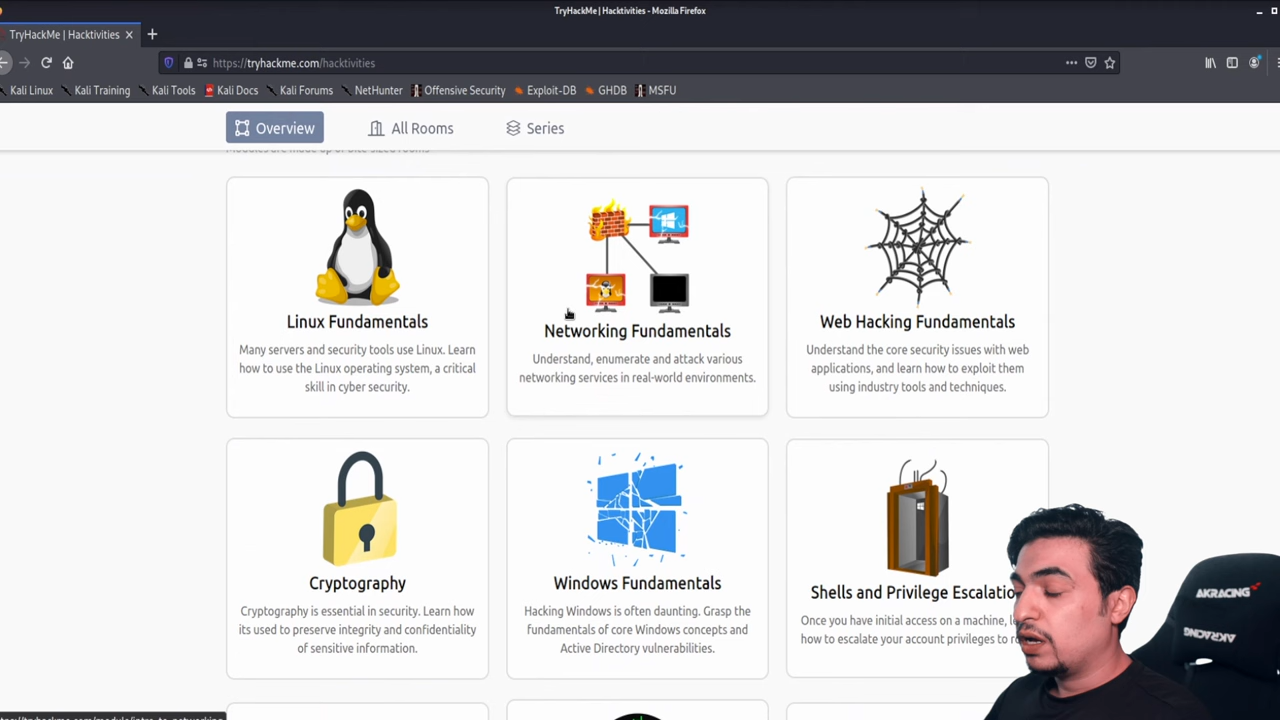 TryHackMe | Hacktivities - Mozilla Firefox
TryHackMe | Hacktivities
https://tryhackme.com/hacktivities
Kali Linux Kali Training Kali Tools Kali Docs Kali Forums NetHunter Offensive Security Exploit-DB GHDB MSFU
Overview All Rooms Series
Linux Fundamentals
Many servers and security tools use Linux. Learn
how to use the Linux operating system, a critical
skill in cyber security.
Networking Fundamentals
Understand, enumerate and attack various
networking services in real-world environments.
Web Hacking Fundamentals
Understand the core security issues with web
applications, and learn how to exploit them
using industry tools and techniques.
Cryptography
Cryptography is essential in security. Learn how
its used to preserve integrity and confidentiality
of sensitive information.
Windows Fundamentals
Hacking Windows is often daunting. Grasp the
fundamentals of core Windows concepts and
Active Directory vulnerabilities.
Shells and Privilege Escalatio
Once you have initial access on a machine,
how to escalate your account privileges to
AKRACING
AKRACING